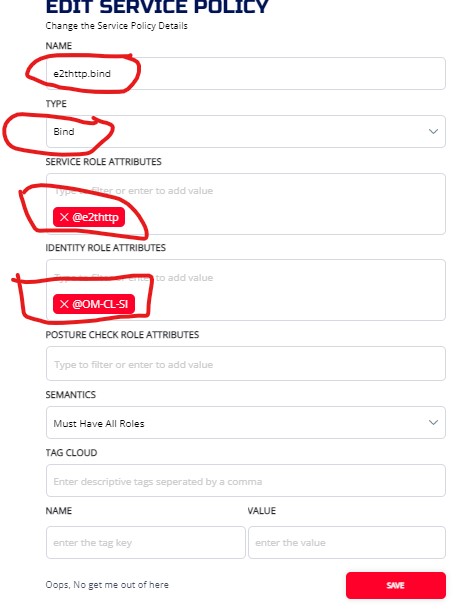 EDIT SERVICE POLICY
Change the Service Policy Details
NAME
e2thttp.bind
TYPE
Bind
SERVICE ROLE ATTRIBUTES
Type to filter or enter to add value
× @e2thttp
IDENTITY ROLE ATTRIBUTES
Type to filter or enter to add value
× @OM-CL-SI
POSTURE CHECK ROLE ATTRIBUTES
Type to filter or enter to add value
SEMANTICS
Must Have All Roles
TAG CLOUD
Enter descriptive tags seperated by a comma
NAME VALUE
enter the tag key enter the value
Oops, No get me out of here SAVE